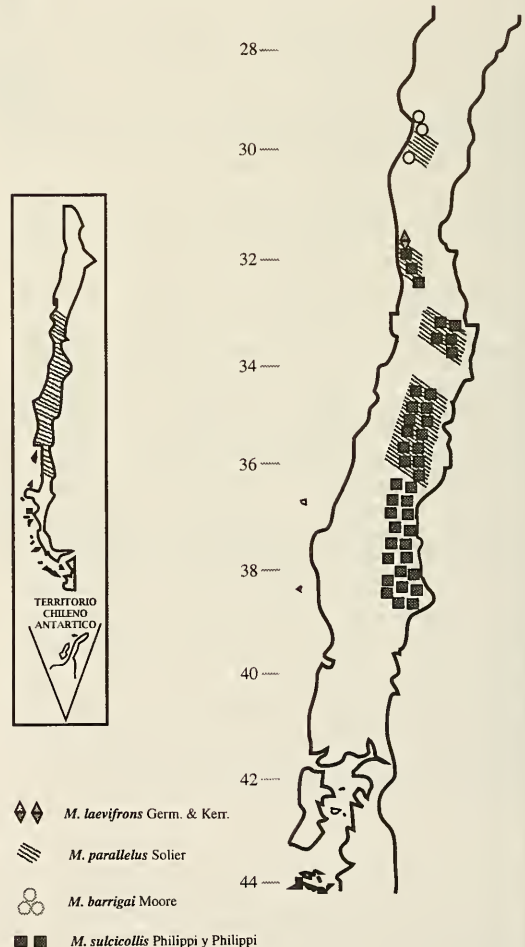 28
30
32
34
36
38
40
42
44
TERRITORIO
CHILENO
ANTARTICO
M. laevifrons Germ. & Kerr.
M. parallelus Solier
M. barrigai Moore
M. sulcicollis Philippi y Philippi